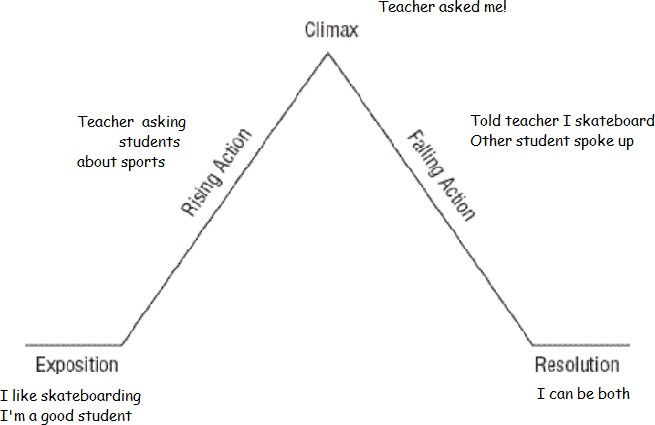 Teacher asked me!
Climax
Teacher asking
students
about sports
Rising Action
Told teacher I skateboard
Other student spoke up
Falling Action
Exposition
I like skateboarding
I'm a good student
Resolution
I can be both